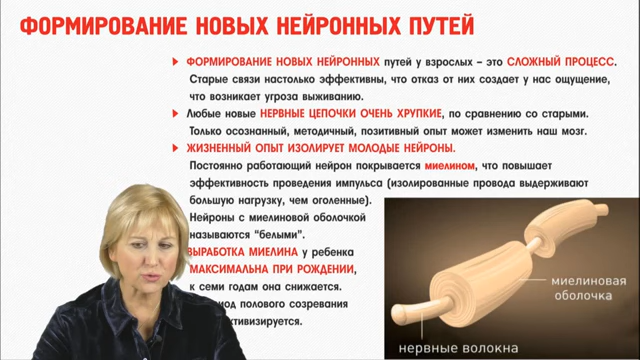 ФОРМИРОВАНИЕ НОВЫХ НЕЙРОННЫХ ПУТЕЙ
ФОРМИРОВАНИЕ НОВЫХ НЕЙРОННЫХ путей у взрослых – это СЛОЖНЫЙ ПРОЦЕСС.
Старые связи настолько эффективны, что отказ от них создает у нас ощущение,
что возникает угроза выживанию.
Любые новые НЕРВНЫЕ ЦЕПОЧКИ ОЧЕНЬ ХРУПКИЕ, по сравнению со старыми.
Только осознанный, методичный, позитивный опыт может изменить наш мозг.
ЖИЗНЕННЫЙ ОПЫТ ИЗОЛИРУЕТ МОЛОДЫЕ НЕЙРОНЫ.
Постоянно работающий нейрон покрывается миелином, что повышает
эффективность проведения импульса (изолированные провода выдерживают
большую нагрузку, чем оголенные).
Нейроны с миелиновой оболочкой
называются "белыми".
ВЫРАБОТКА МИЕЛИНА у ребенка
МАКСИМАЛЬНА ПРИ РОЖДЕНИИ,
к семи годам она снижается.
полового созревания
миелиновая
оболочка
нервные волокна